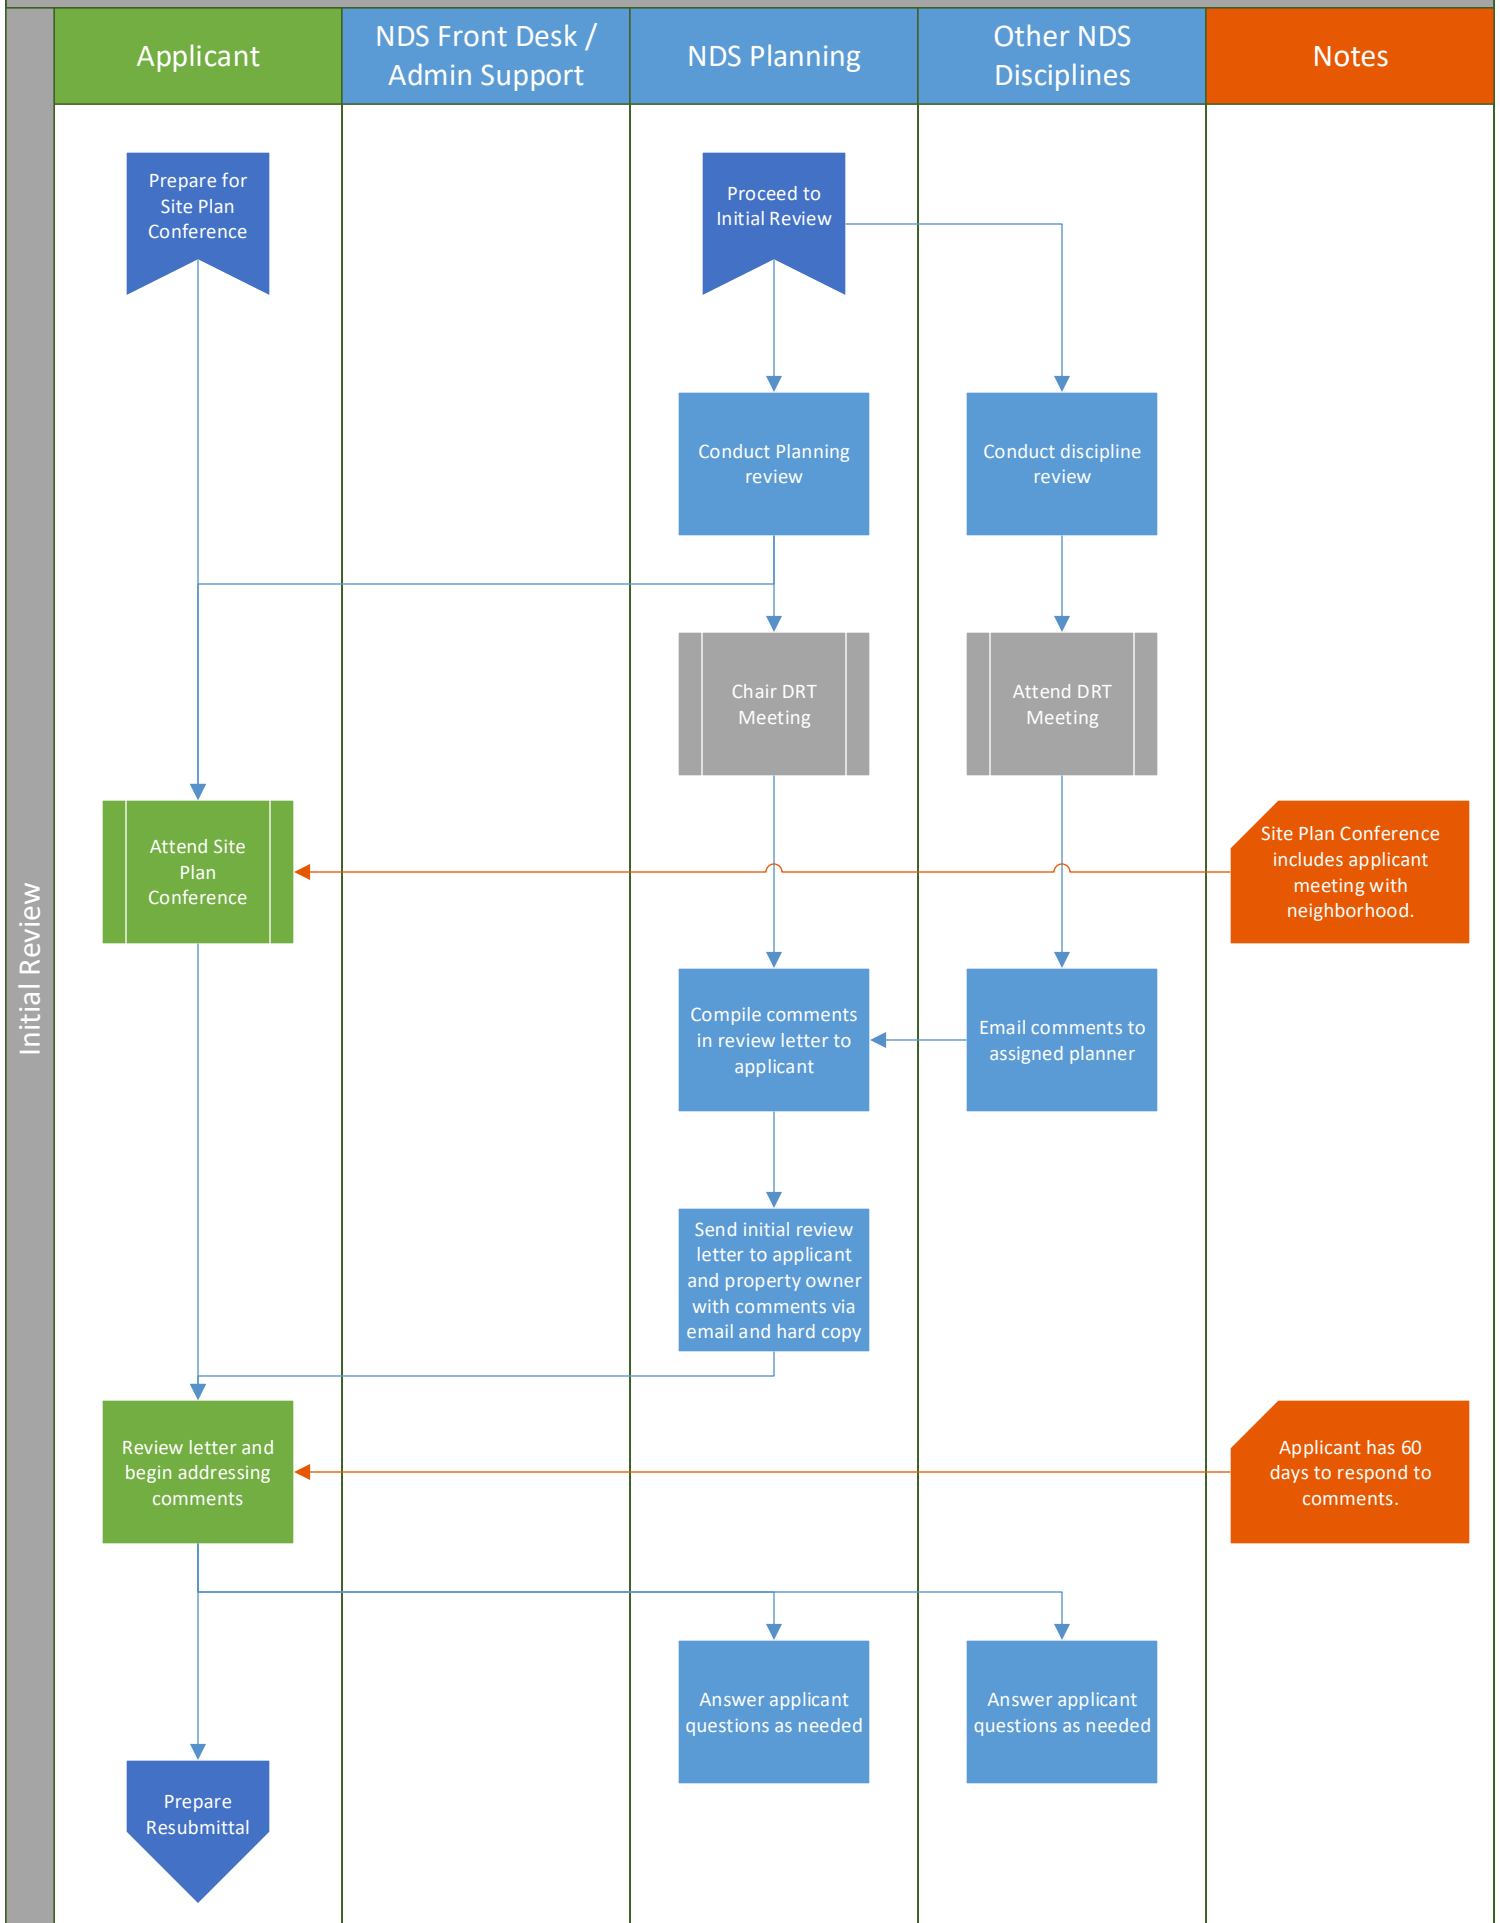 Applicant
NDS Front Desk /
Admin Support
NDS Planning
Other NDS
Disciplines
Notes
Initial Review
Prepare for
Site Plan
Conference
Proceed to
Initial Review
Conduct Planning
review
Conduct discipline
review
Chair DRT
Meeting
Attend DRT
Meeting
Attend Site
Plan
Conference
Site Plan Conference
includes applicant
meeting with
neighborhood.
Compile comments
in review letter to
applicant
Email comments to
assigned planner
Send initial review
letter to applicant
and property owner
with comments via
email and hard copy
Review letter and
begin addressing
comments
Applicant has 60
days to respond to
comments.
Answer applicant
questions as needed
Answer applicant
questions as needed
Prepare
Resubmittal